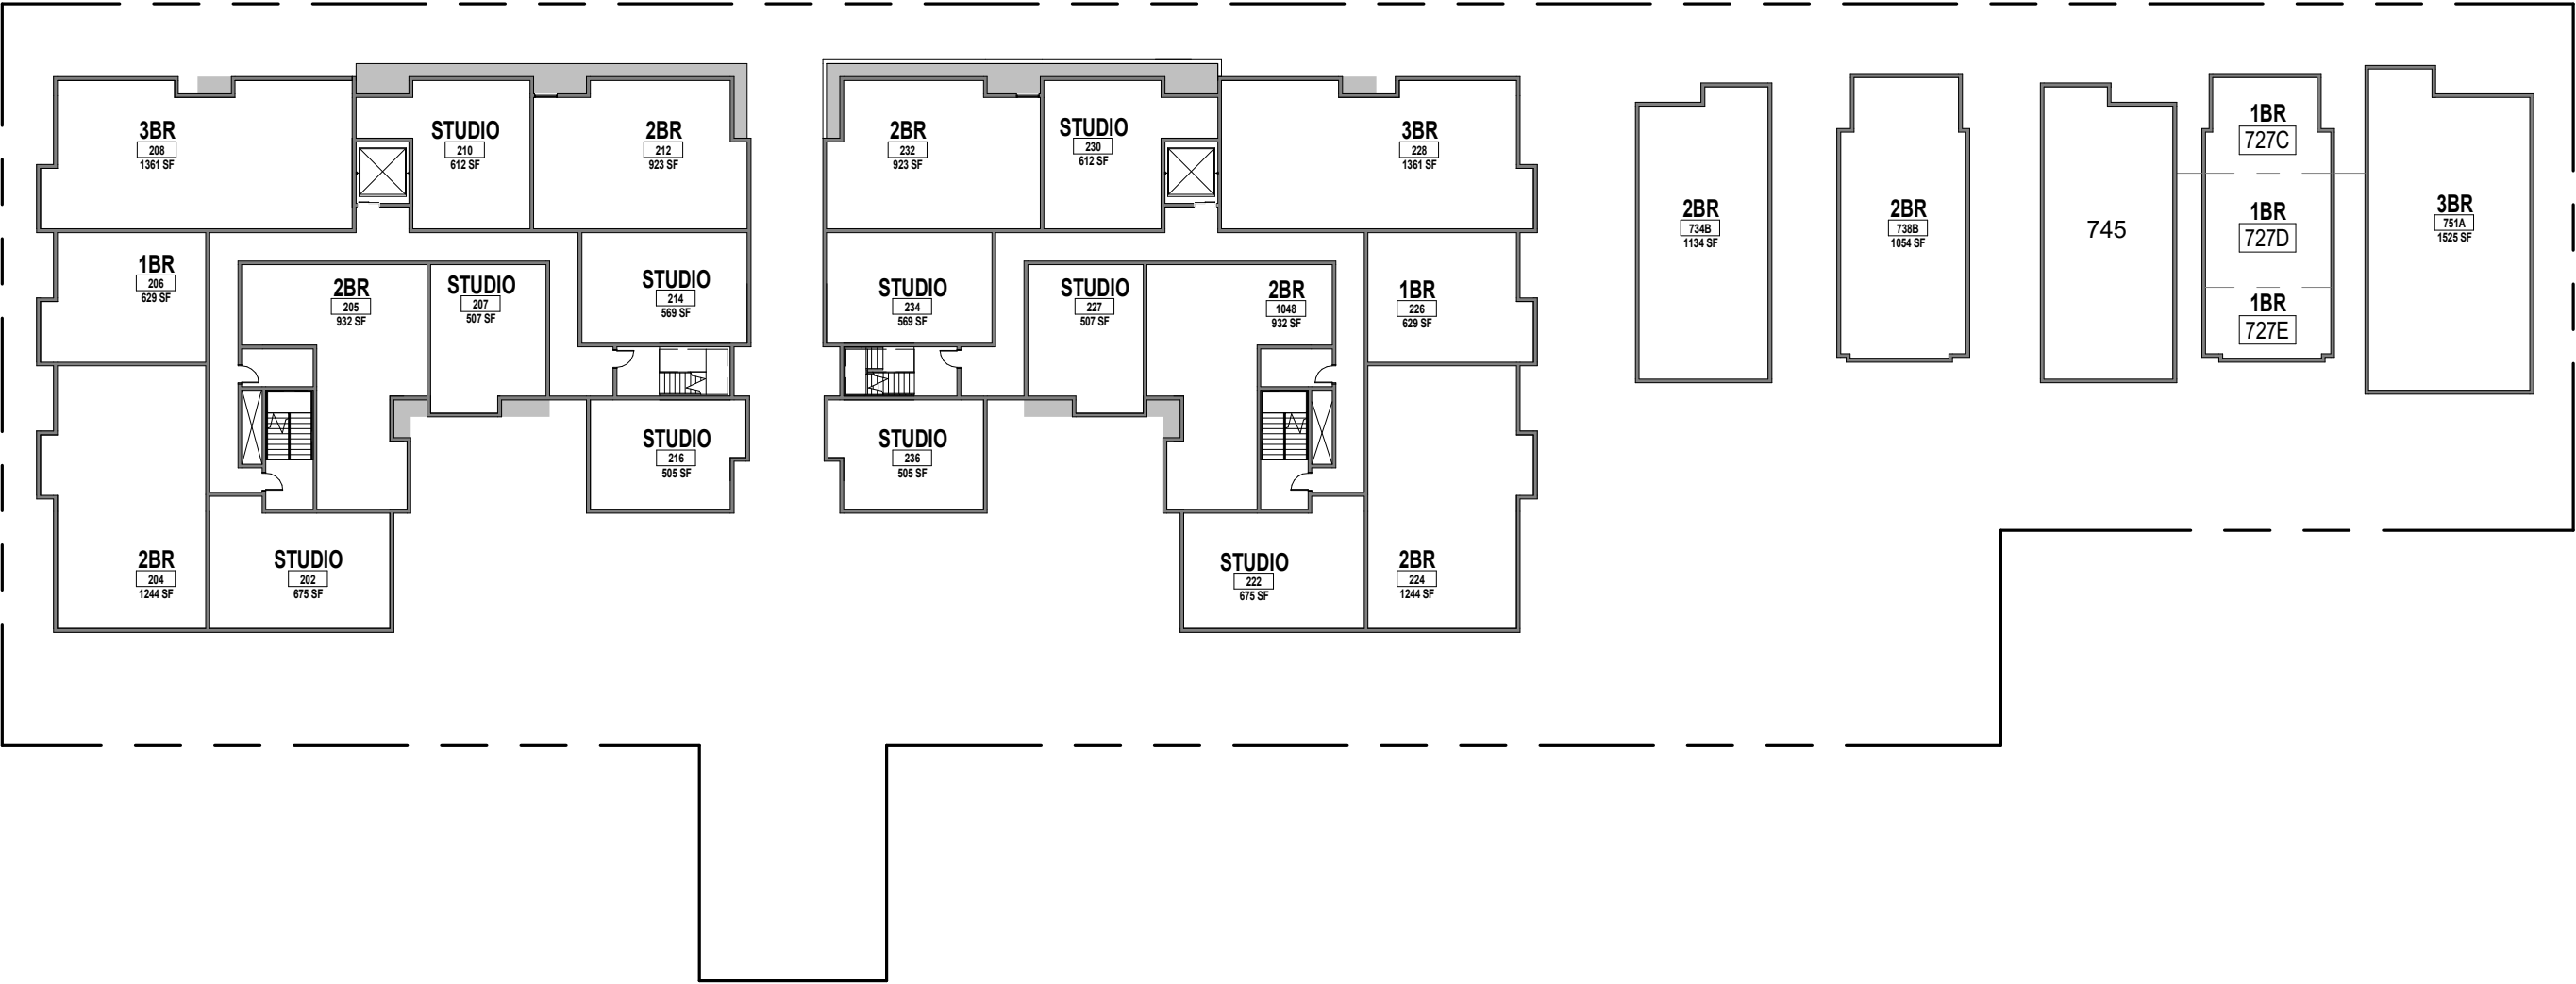 3BR
208
1361 SF
STUDIO
210
612 SF
2BR
212
923 SF
2BR
232
923 SF
STUDIO
230
612 SF
3BR
228
1361 SF
1BR
206
629 SF
2BR
205
932 SF
STUDIO
207
507 SF
STUDIO
214
569 SF
STUDIO
234
569 SF
STUDIO
227
507 SF
2BR
1048
932 SF
1BR
226
629 SF
STUDIO
216
505 SF
STUDIO
236
505 SF
2BR
204
1244 SF
STUDIO
202
675 SF
STUDIO
222
675 SF
2BR
224
1244 SF
2BR
734B
1134 SF
2BR
738B
1054 SF
745
1BR
727C
1BR
727D
1BR
727E
3BR
751A
1525 SF